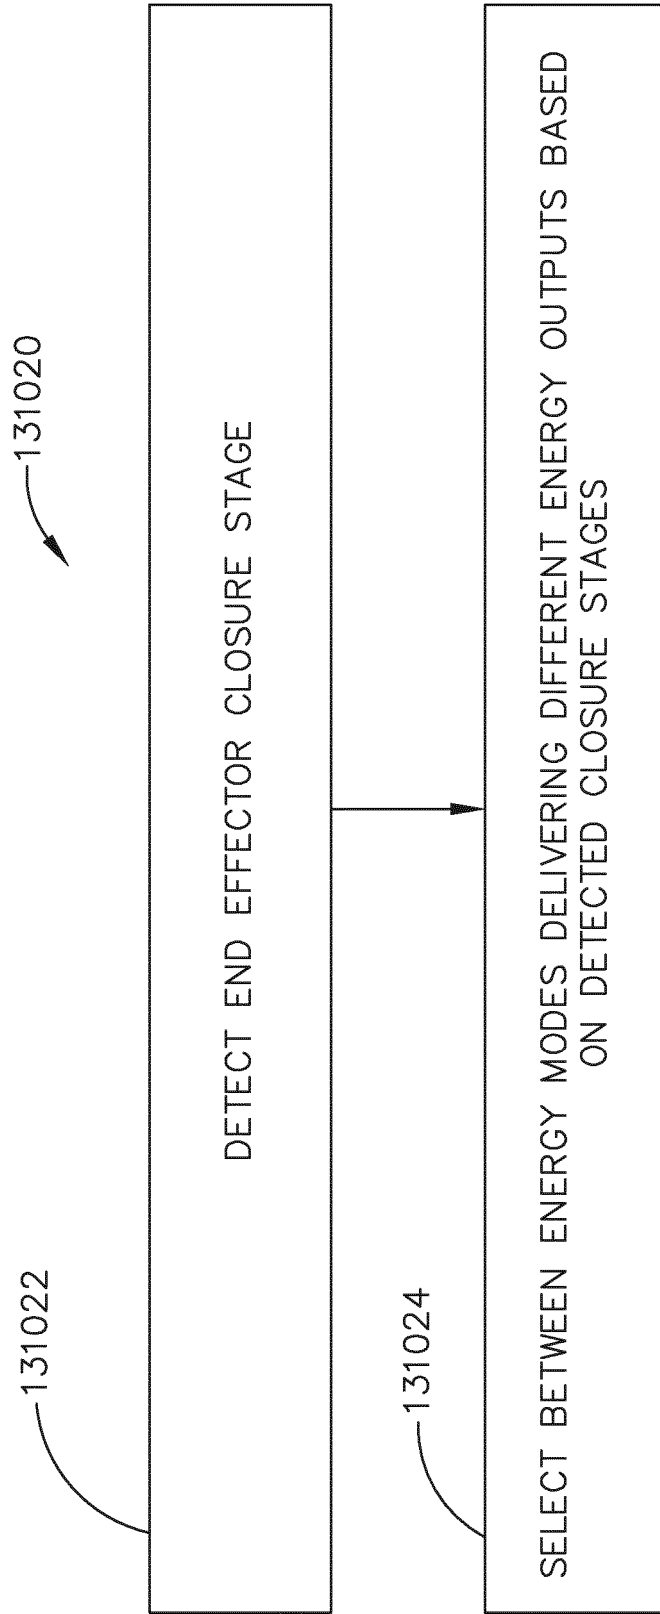 131020
131022
DETECT END EFFECTOR CLOSURE STAGE
131024
SELECT BETWEEN ENERGY MODES DELIVERING DIFFERENT ENERGY OUTPUTS BASED
ON DETECTED CLOSURE STAGES